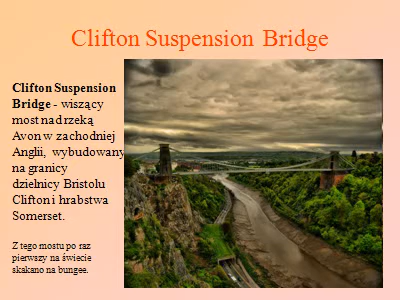 Clifton Suspension Bridge
Clifton Suspension
Bridge - wiszący
most nad rzeką
Avon w zachodniej
Anglii, wybudowany
na granicy
dzielnicy Bristolu
Clifton i hrabstwa
Somerset.
Z tego mostu po raz
pierwszy na świecie
skakano na bungee.